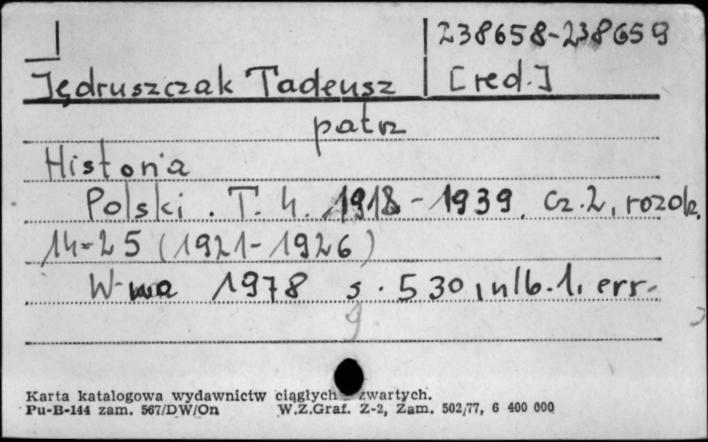 238658-238659
Jędruszczak Tadeusz [red.]
patrz
Historia
Polski. T. 4. 1918-1939. Cz. 2, rozdz.
14-25 (1921-1926)
W-wa 1978 s. 530, nlb. 1, err.
Karta katalogowa wydawnictw ciągłych - zwartych.
Pu-B-144 zam. 567/DW/On W.Z.Graf. Z-2, Zam. 502/77, 6 400 000